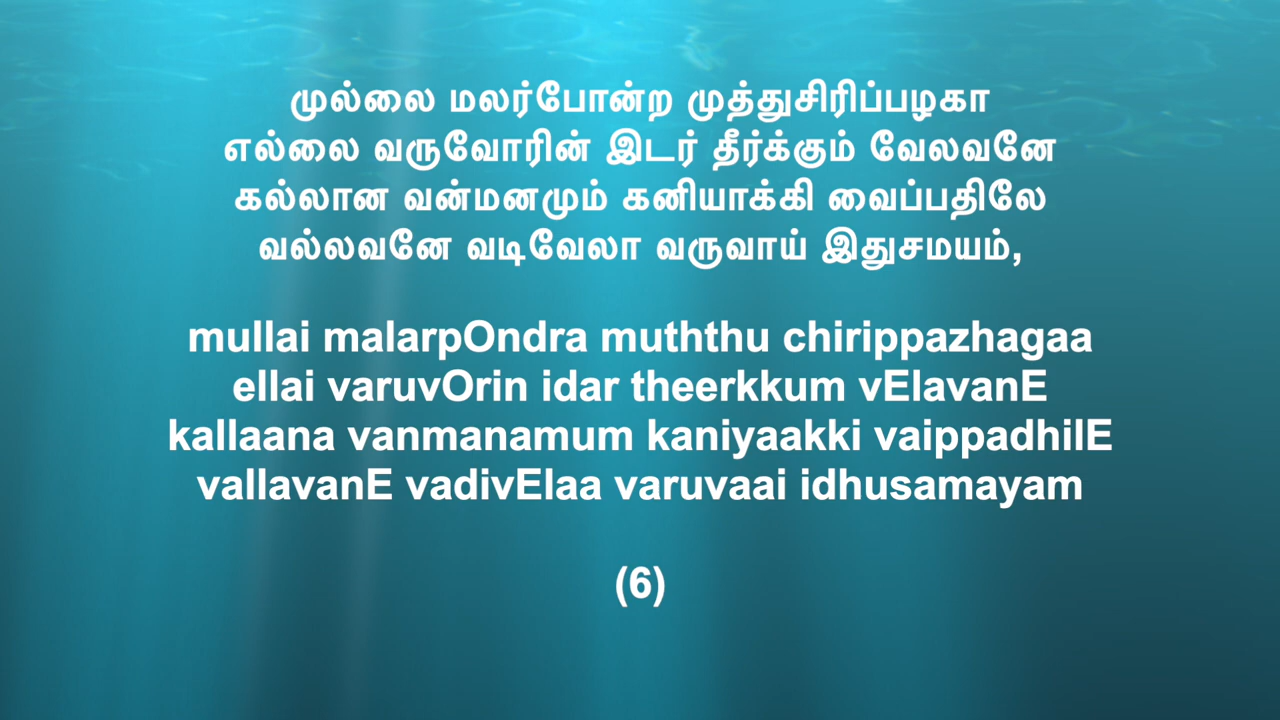 முல்லை மலர்போன்ற முத்துசிரிப்பழகா
எல்லை வருவோரின் இடர் தீர்க்கும் வேலவனே
கல்லான வன்மனமும் கனியாக்கி வைப்பதிலே
வல்லவனே வடிவேலா வருவாய் இதுசமயம்,
mullai malarpOndra muththu chirippazhagaa
ellai varuvOrin idar theerkkum vElavanE
kallaana vanmanamum kaniyaakki vaippadhilE
vallavanE vadivElaa varuvaai idhusamayam
(6)